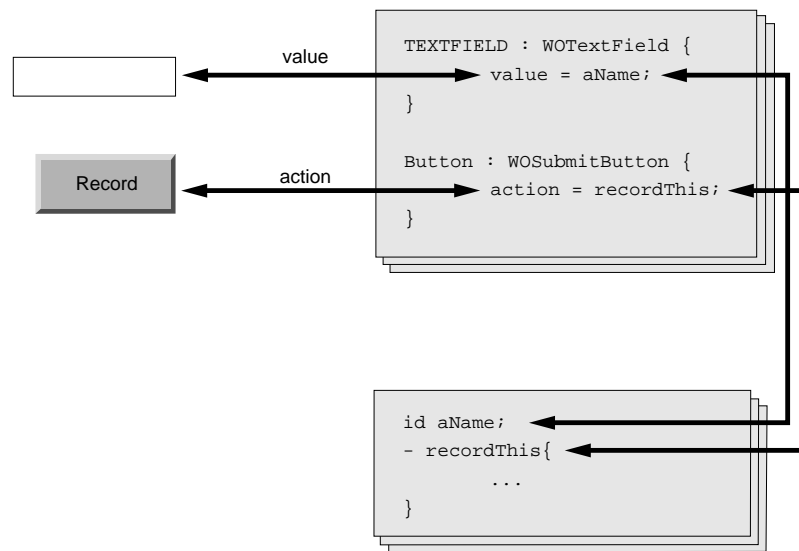 value
TEXTFIELD : WOTextField {
value = aName;
}
Record
action
Button : WOSubmitButton {
action = recordThis;
}
id aName;
- recordThis{
...
}